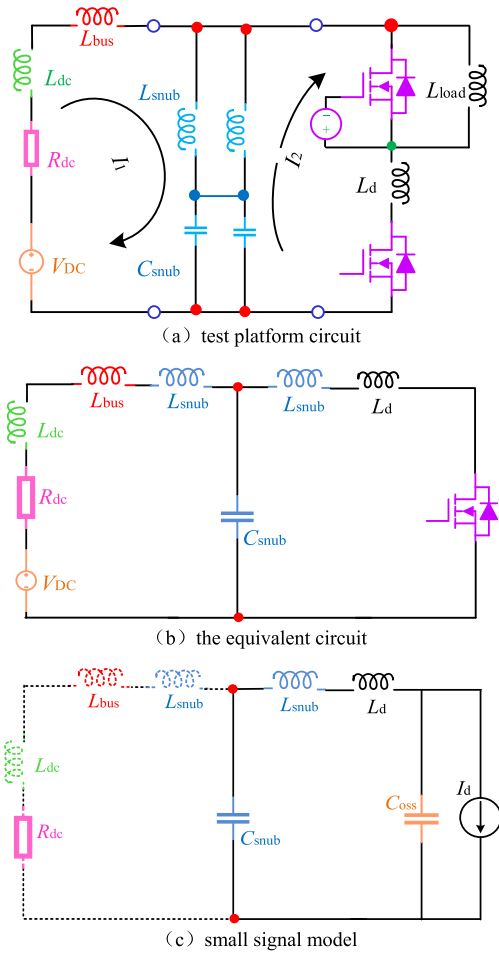 Lbus
Ldc
Lsnub
Lload
Rdc
I1
I2
Ld
VDC
Csnub
（a）test platform circuit
Lbus
Lsnub
Lsnub
Ld
Ldc
Rdc
Csnub
VDC
（b）the equivalent circuit
Lbus
Lsnub
Lsnub
Ld
Ldc
Coss
Id
Rdc
Csnub
（c）small signal model